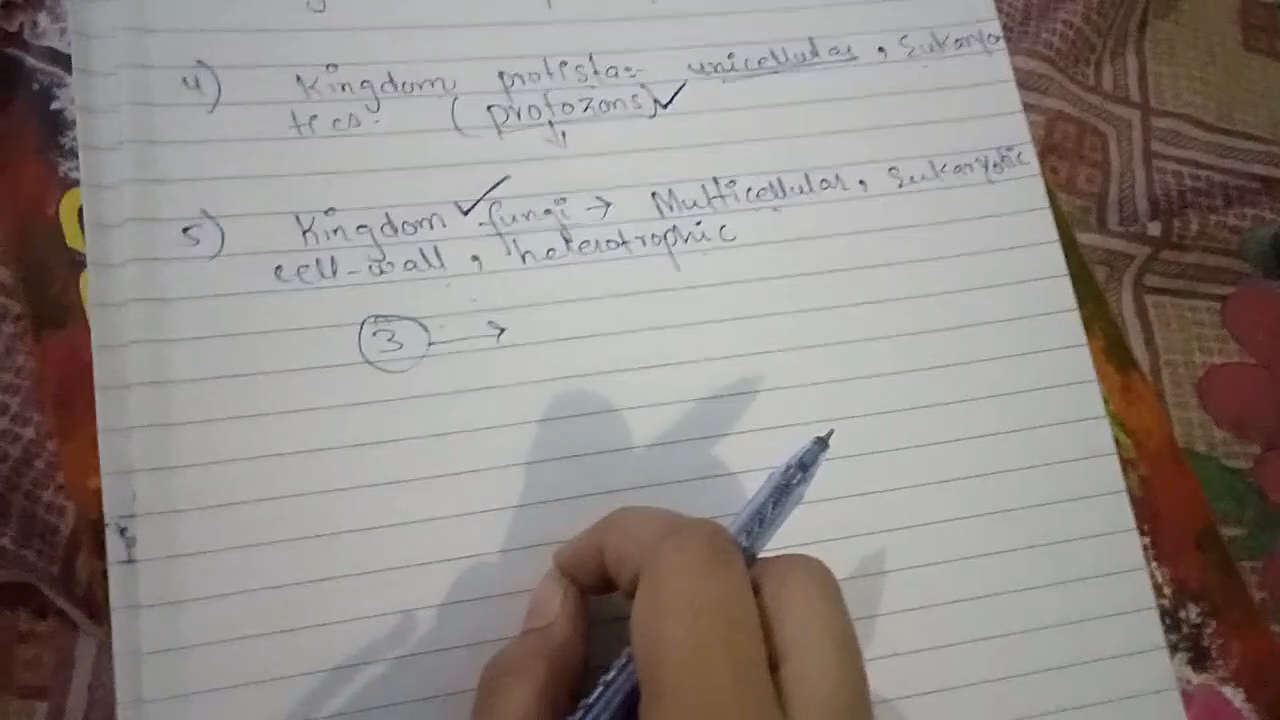 4) Kingdom protista- unicellular, Eukaryo
tes. (protozons)✓
5) Kingdom ✓ fungi → Multicellular, Eukaryotic
cell-wall, heterotrophic
3 →